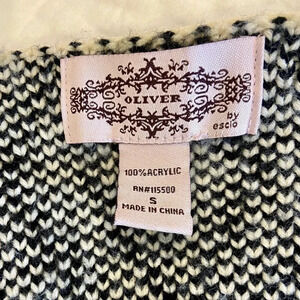 OLIVER
by
escio
100% ACRYLIC
RN#115500
S
MADE IN CHINA